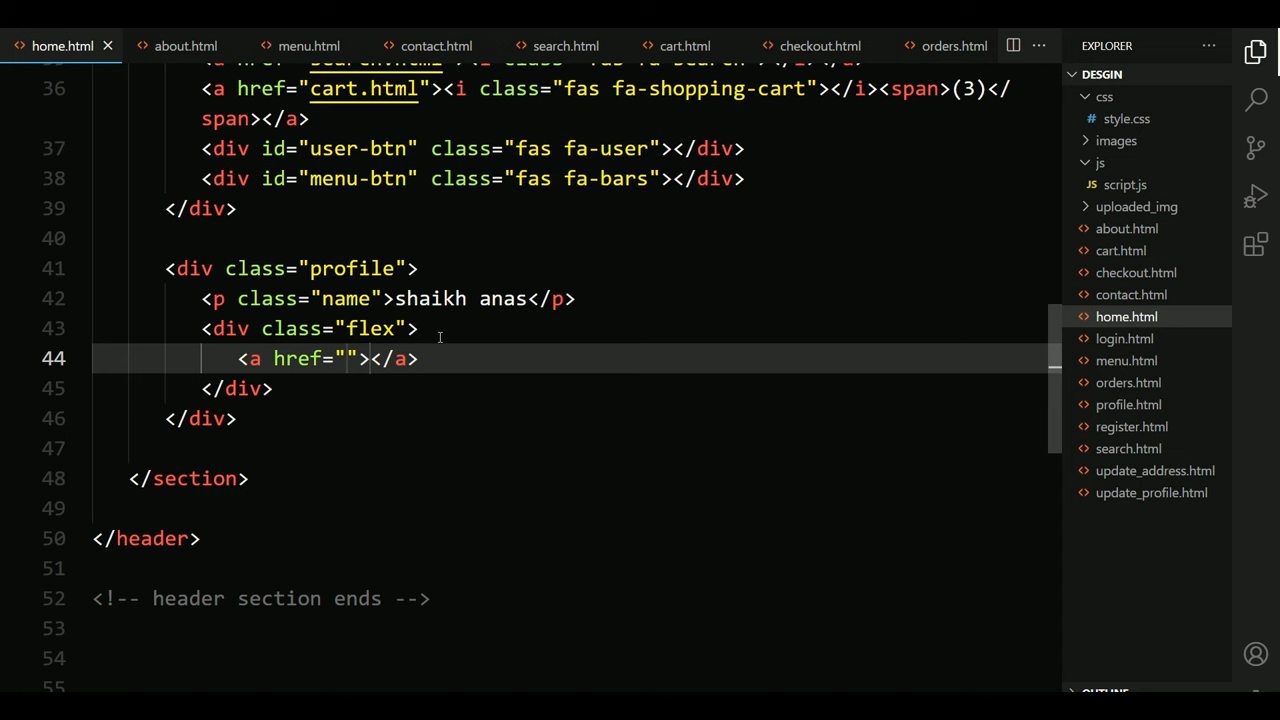 home.html
about.html
menu.html
contact.html
search.html
cart.html
checkout.html
orders.html
EXPLORER
36 <a href="cart.html"><i class="fas fa-shopping-cart"></i><span>(3)</
span></a>
37 <div id="user-btn" class="fas fa-user"></div>
38 <div id="menu-btn" class="fas fa-bars"></div>
39 </div>
40
41 <div class="profile">
42 <p class="name">shaikh anas</p>
43 <div class="flex">
44 <a href=""></a>
45 </div>
46 </div>
47
48 </section>
49
50 </header>
51
52 <!-- header section ends -->
53
54
55
DESGIN
css
# style.css
images
js
JS script.js
uploaded_img
about.html
cart.html
checkout.html
contact.html
home.html
login.html
menu.html
orders.html
profile.html
register.html
search.html
update_address.html
update_profile.html
OUTLINE